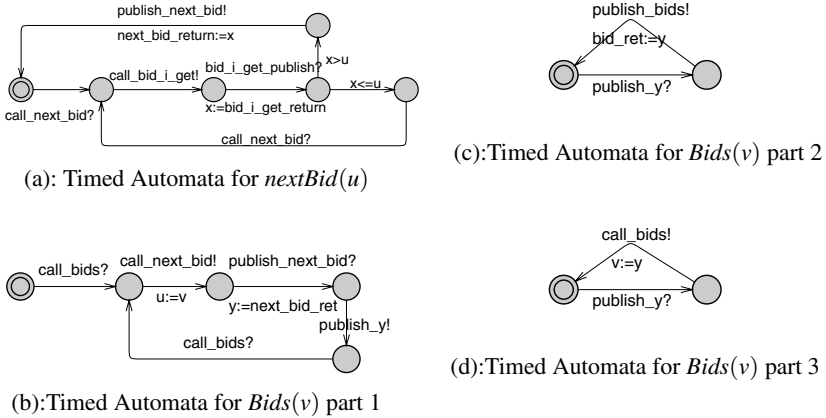 publish_next_bid!
next_bid_return:=x
call_bid_i_get!
bid_i_get_publish?
x>u
x<=u
call_next_bid?
x:=bid_i_get_return
call_next_bid?
(a): Timed Automata for nextBid(u)
publish_bids!
bid_ret:=y
publish_y?
(c):Timed Automata for Bids(v) part 2
call_bids?
call_next_bid!
publish_next_bid?
u:=v
y:=next_bid_ret
publish_y!
call_bids?
(b):Timed Automata for Bids(v) part 1
call_bids!
v:=y
publish_y?
(d):Timed Automata for Bids(v) part 3